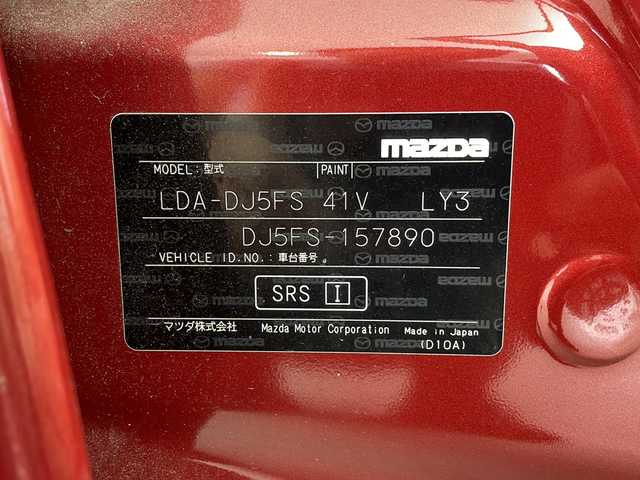 mazda
MODEL:型式 PAINT
LDA-DJ5FS 41V LY3
DJ5FS-157890
VEHICLE ID.NO.:車台番号
SRS I
マツダ株式会社 Mazda Motor Corporation Made in Japan
(D10A)